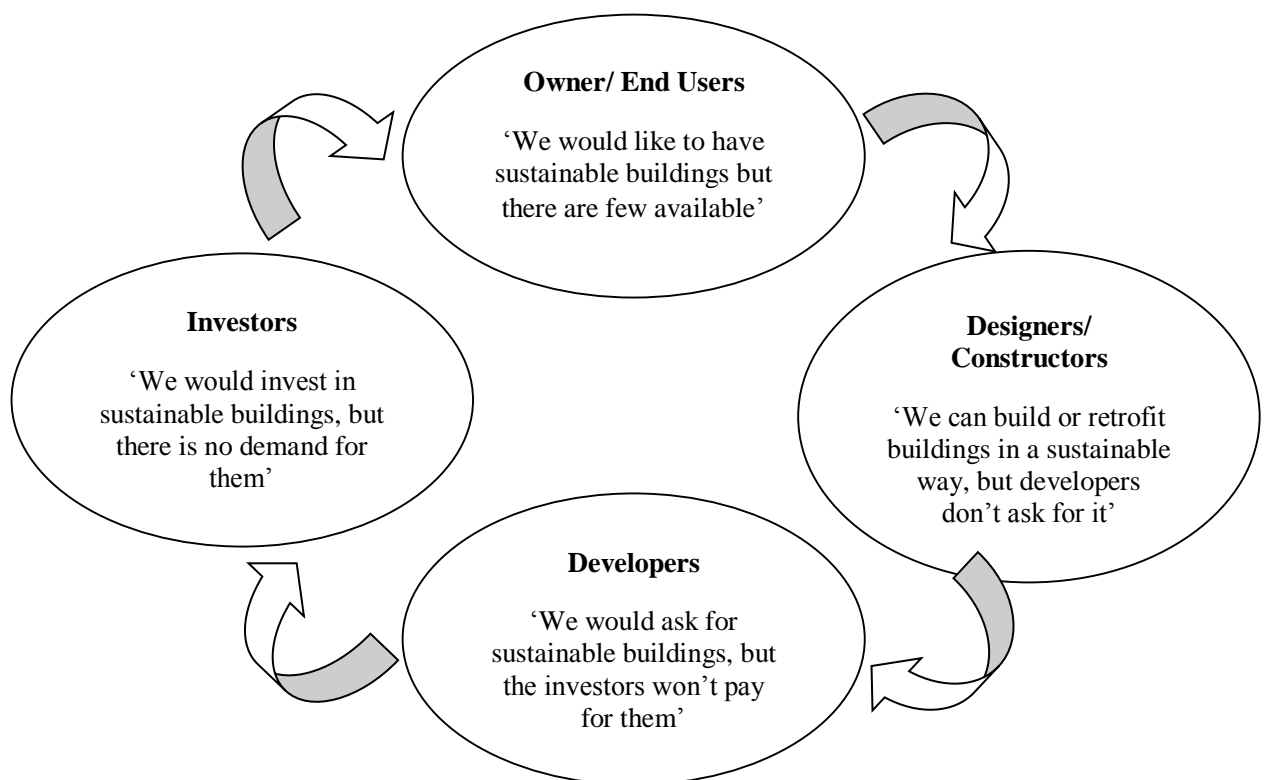 Owner/ End Users
‘We would like to have
sustainable buildings but
there are few available’
Designers/
Constructors
‘We can build or retrofit
buildings in a sustainable
way, but developers
don’t ask for it’
Developers
‘We would ask for
sustainable buildings, but
the investors won’t pay
for them’
Investors
‘We would invest in
sustainable buildings, but
there is no demand for
them’